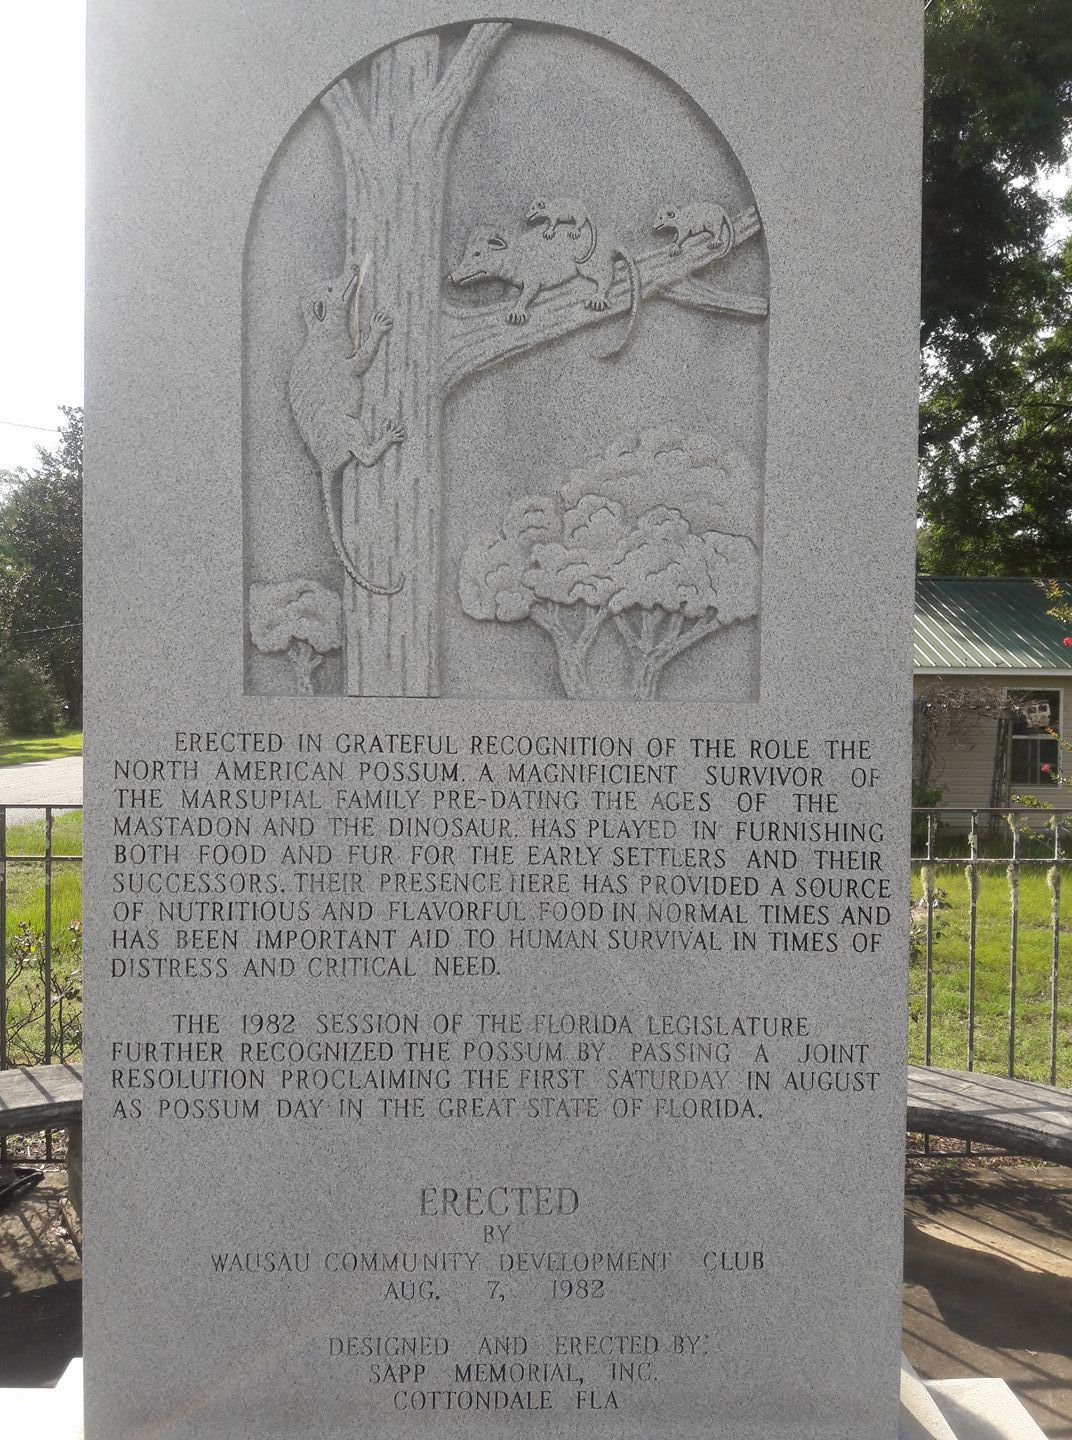 ERECTED IN GRATEFUL RECOGNITION OF THE ROLE THE
NORTH AMERICAN POSSUM. A MAGNIFICIENT SURVIVOR OF
THE MARSUPIAL FAMILY PRE-DATING THE AGES OF THE
MASTADON AND THE DINOSAUR. HAS PLAYED IN FURNISHING
BOTH FOOD AND FUR FOR THE EARLY SETTLERS AND THEIR
SUCCESSORS. THEIR PRESENCE HERE HAS PROVIDED A SOURCE
OF NUTRITIOUS AND FLAVORFUL FOOD IN NORMAL TIMES AND
HAS BEEN IMPORTANT AID TO HUMAN SURVIVAL IN TIMES OF
DISTRESS AND CRITICAL NEED.
THE 1982 SESSION OF THE FLORIDA LEGISLATURE
FURTHER RECOGNIZED THE POSSUM BY PASSING A JOINT
RESOLUTION PROCLAIMING THE FIRST SATURDAY IN AUGUST
AS POSSUM DAY IN THE GREAT STATE OF FLORIDA.
ERECTED
BY
WAUSAU COMMUNITY DEVELOPMENT CLUB
AUG. 7, 1982
DESIGNED AND ERECTED BY:
SAPP MEMORIAL, INC.
COTTONDALE FLA